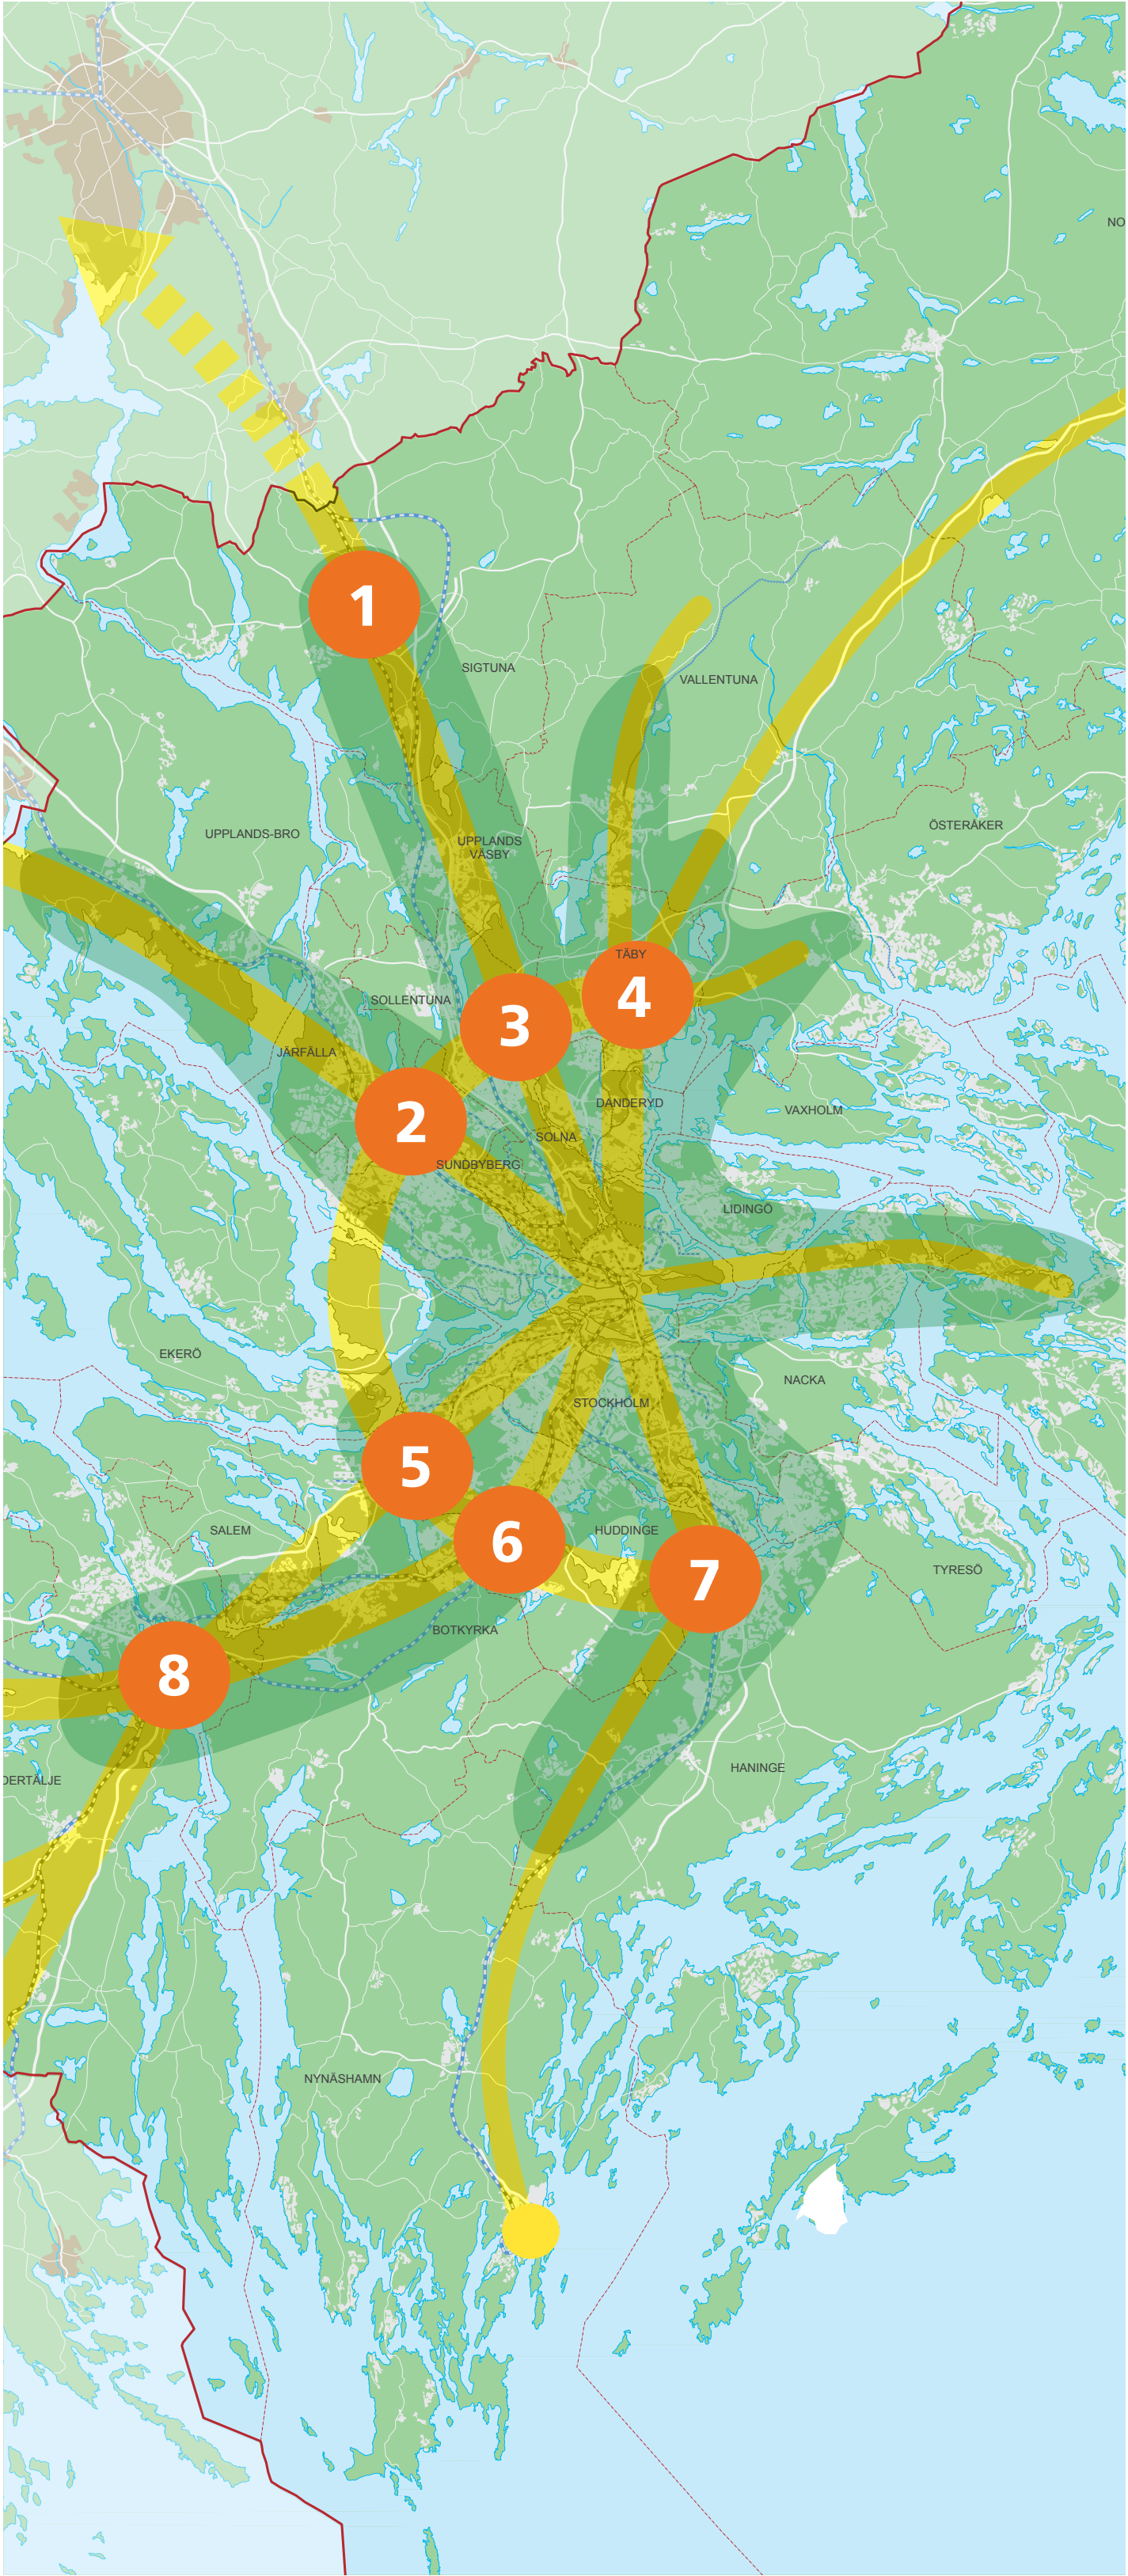 NO
1
SIGTUNA
VALLENTUNA
UPPLANDS-BRO
ÖSTERÅKER
UPPLANDS
VÄSBY
TÄBY
4
SOLLENTUNA
3
JÄRFÄLLA
DANDERYD
VAXHOLM
2
SOLNA
SUNDBYBERG
LIDINGÖ
EKERÖ
NACKA
STOCKHOLM
5
SALEM
HUDDINGE
6
TYRESÖ
7
BOTKYRKA
8
HANINGE
DERTÄLJE
NYNÄSHAMN